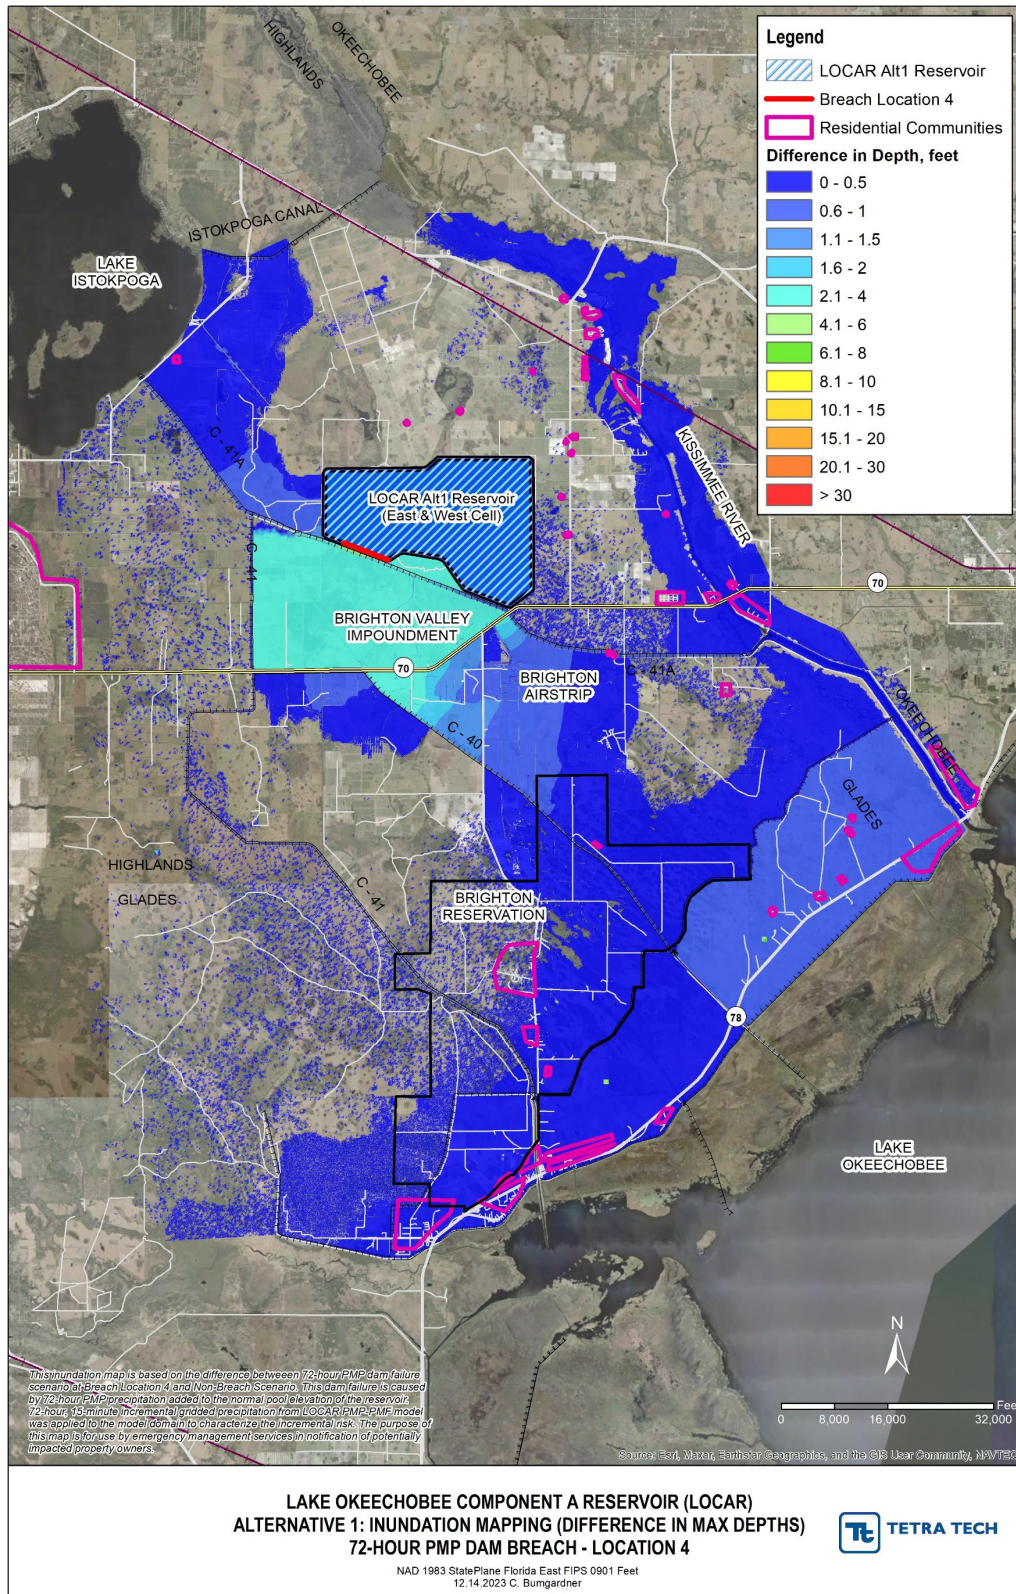 Legend
LOCAR Alt1 Reservoir
Breach Location 4
Residential Communities
Difference in Depth, feet
0 - 0.5
0.6 - 1
1.1 - 1.5
1.6 - 2
2.1 - 4
4.1 - 6
6.1 - 8
8.1 - 10
10.1 - 15
15.1 - 20
20.1 - 30
> 30
HIGHLANDS
OKEECHOBEE
ISTOKPOGA CANAL
LAKE
ISTOKPOGA
C - 41A
KISSIMMEE RIVER
LOCAR Alt1 Reservoir
(East & West Cell)
C - 41
70
BRIGHTON VALLEY
IMPOUNDMENT
70
BRIGHTON
AIRSTRIP
C - 41A
OKEECHOBEE
C - 40
GLADES
HIGHLANDS
GLADES
C - 41
BRIGHTON
RESERVATION
78
LAKE
OKEECHOBEE
N
Fee
0 8,000 16,000 32,000
This inundation map is based on the difference between 72-hour PMP dam failure
scenario at Breach Location 4 and Non-Breach Scenario. This dam failure is caused
by 72-hour PMP precipitation added to the normal pool elevation of the reservoir.
72-hour, 15-minute incremental gridded precipitation from LOCAR-PMP-PMF model
was applied to the model domain to characterize the incremental risk. The purpose of
this map is for use by emergency management services in notification of potentially
impacted property owners.
Source: Esri, Maxar, Earthstar Geographics, and the GIS User Community, NAVTEQ
LAKE OKEECHOBEE COMPONENT A RESERVOIR (LOCAR)
ALTERNATIVE 1: INUNDATION MAPPING (DIFFERENCE IN MAX DEPTHS)
72-HOUR PMP DAM BREACH - LOCATION 4
NAD 1983 StatePlane Florida East FIPS 0901 Feet
12.14.2023 C. Bumgardner
Tt TETRA TECH